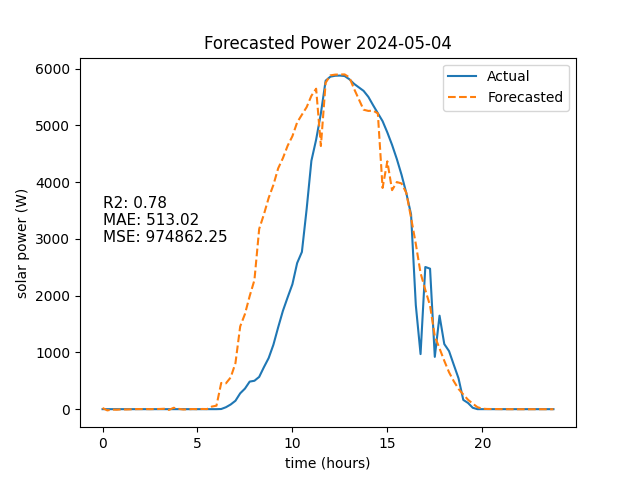 Forecasted Power 2024-05-04
6000
5000
4000
3000
2000
1000
0
solar power (W)
Actual
Forecasted
R2: 0.78
MAE: 513.02
MSE: 974862.25
0 5 10 15 20
time (hours)